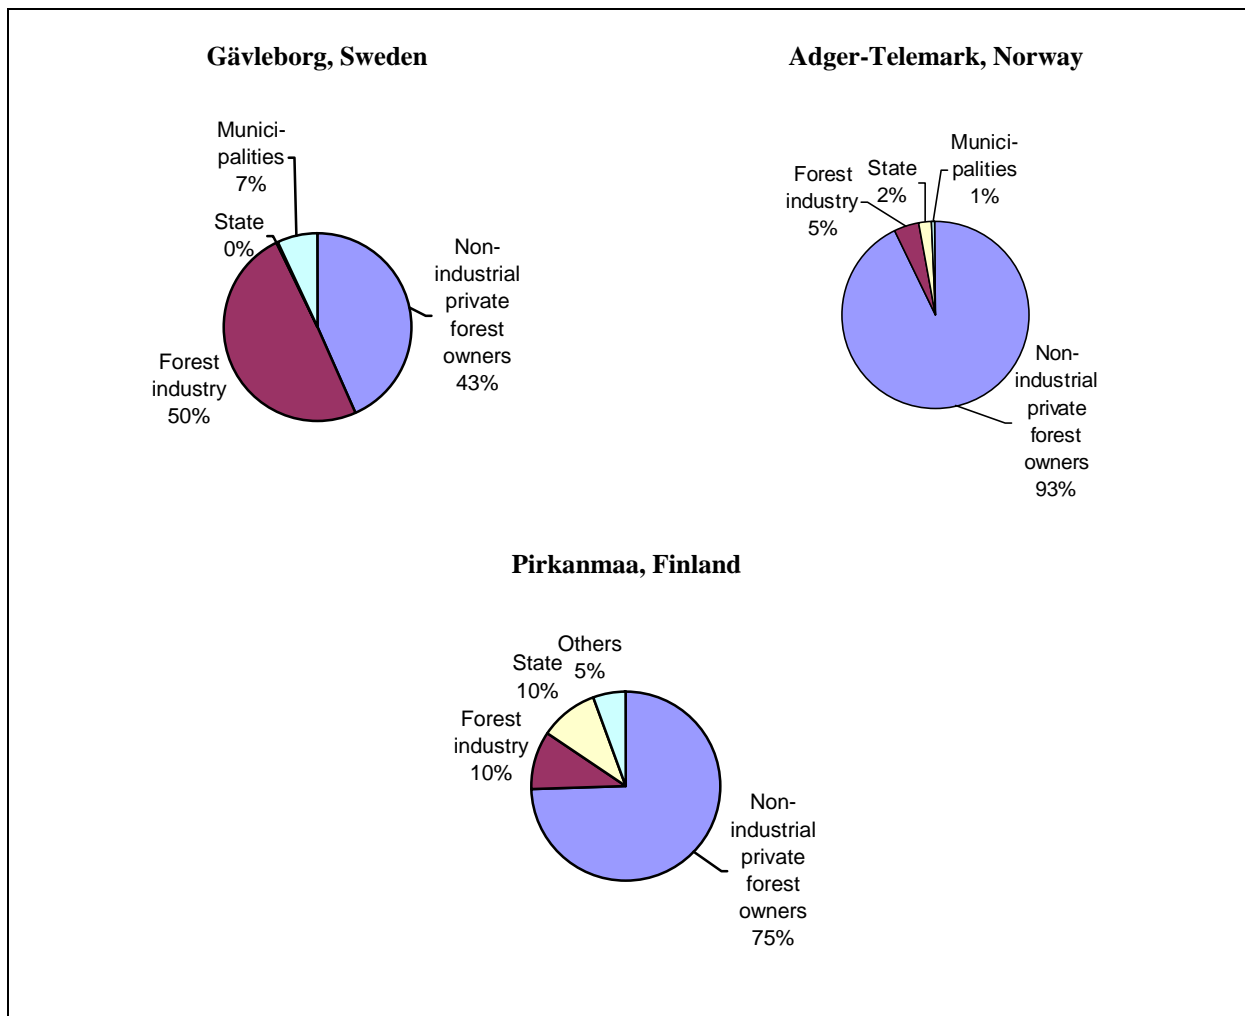 Gävleborg, Sweden
Munici-
palities
7%
State
0%
Non-
industrial
private
forest
owners
43%
Forest
industry
50%
Adger-Telemark, Norway
Munici-
palities
1%
State
2%
Forest
industry
5%
Non-
industrial
private
forest
owners
93%
Pirkanmaa, Finland
Others
5%
State
10%
Forest
industry
10%
Non-
industrial
private
forest
owners
75%